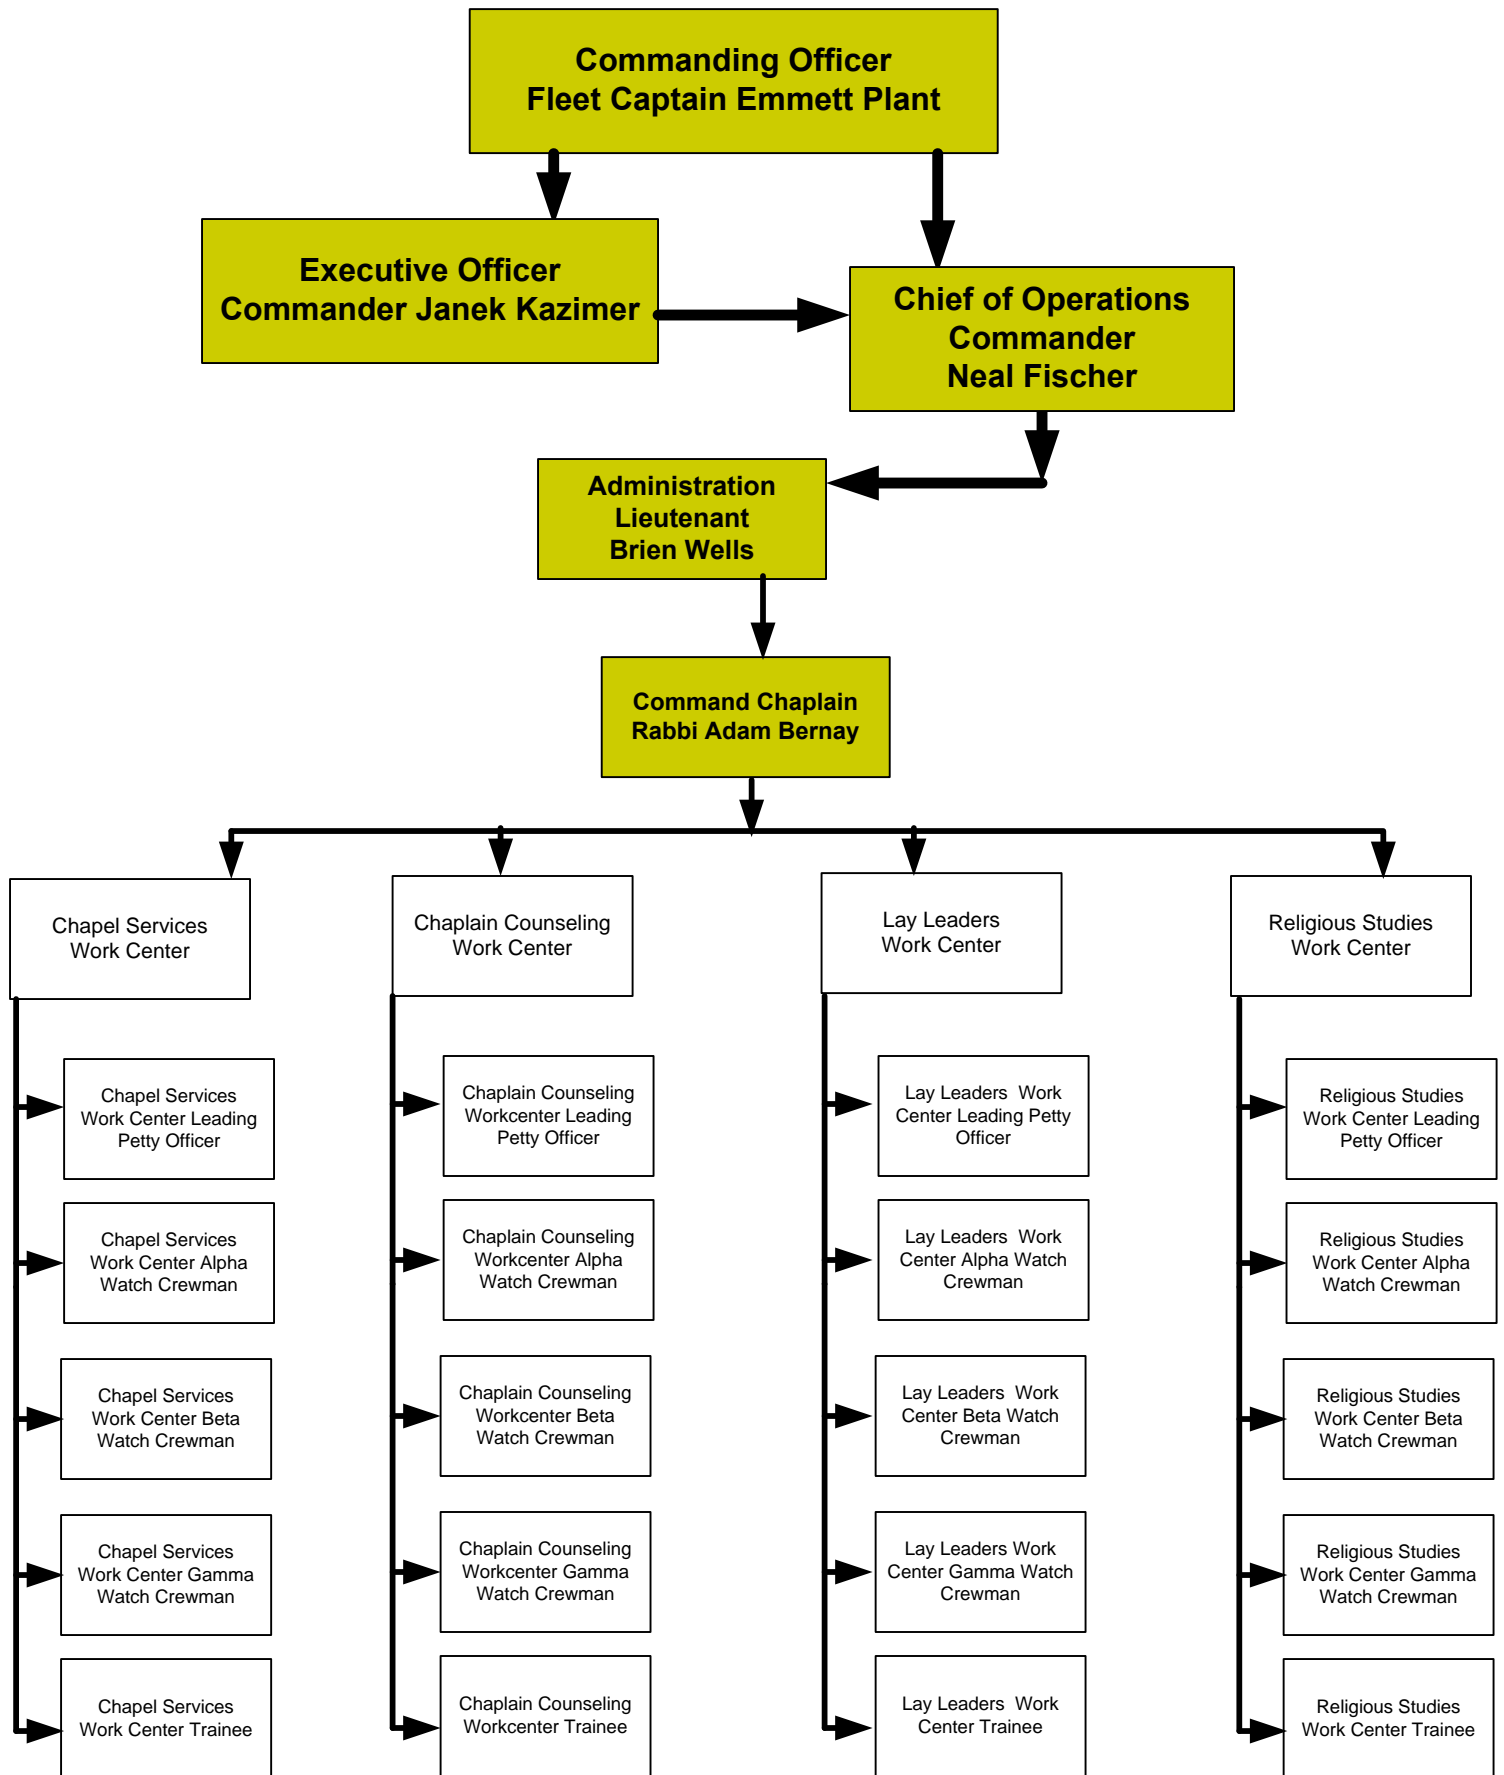 Commanding Officer
Fleet Captain Emmett Plant
Executive Officer
Commander Janek Kazimer
Chief of Operations
Commander
Neal Fischer
Administration
Lieutenant
Brien Wells
Command Chaplain
Rabbi Adam Bernay
Chapel Services
Work Center
Chaplain Counseling
Work Center
Lay Leaders
Work Center
Religious Studies
Work Center
Chapel Services
Work Center Leading
Petty Officer
Chaplain Counseling
Workcenter Leading
Petty Officer
Lay Leaders  Work
Center Leading Petty
Officer
Religious Studies
Work Center Leading
Petty Officer
Chapel Services
Work Center Alpha
Watch Crewman
Chaplain Counseling
Workcenter Alpha
Watch Crewman
Lay Leaders  Work
Center Alpha Watch
Crewman
Religious Studies
Work Center Alpha
Watch Crewman
Chapel Services
Work Center Beta
Watch Crewman
Chaplain Counseling
Workcenter Beta
Watch Crewman
Lay Leaders  Work
Center Beta Watch
Crewman
Religious Studies
Work Center Beta
Watch Crewman
Chapel Services
Work Center Gamma
Watch Crewman
Chaplain Counseling
Workcenter Gamma
Watch Crewman
Lay Leaders Work
Center Gamma Watch
Crewman
Religious Studies
Work Center Gamma
Watch Crewman
Chapel Services
Work Center Trainee
Chaplain Counseling
Workcenter Trainee
Lay Leaders  Work
Center Trainee
Religious Studies
Work Center Trainee